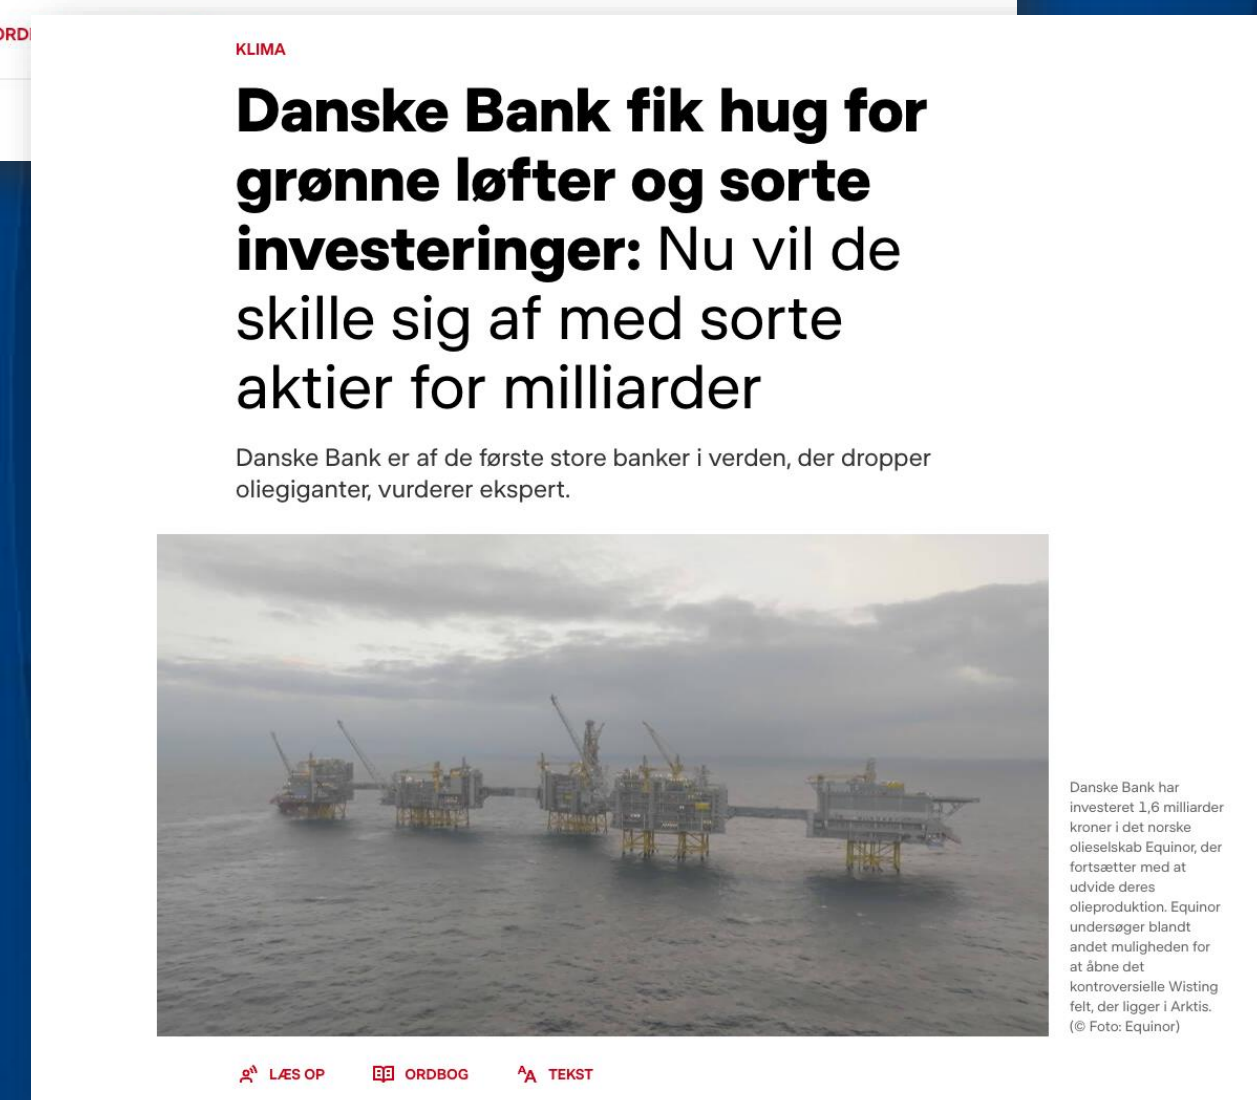 KLIMA
Danske Bank fik hug for
grønne løfter og sorte
investeringer: Nu vil de
skille sig af med sorte
aktier for milliarder
Danske Bank er af de første store banker i verden, der dropper
oliegiganter, vurderer ekspert.
Danske Bank har
investeret 1,6 milliarder
kroner i det norske
olieselskab Equinor, der
fortsætter med at
udvide deres
olieproduktion. Equinor
undersøger blandt
andet muligheden for
at åbne det
kontroversielle Wisting
felt, der ligger i Arktis.
(© Foto: Equinor)
LÆS OP
ORDBOG
TEKST